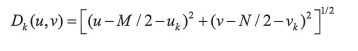 D_k(u,v) = [(u-M/2-u_k)^2+(v-N/2-v_k)^2]^{1/2}